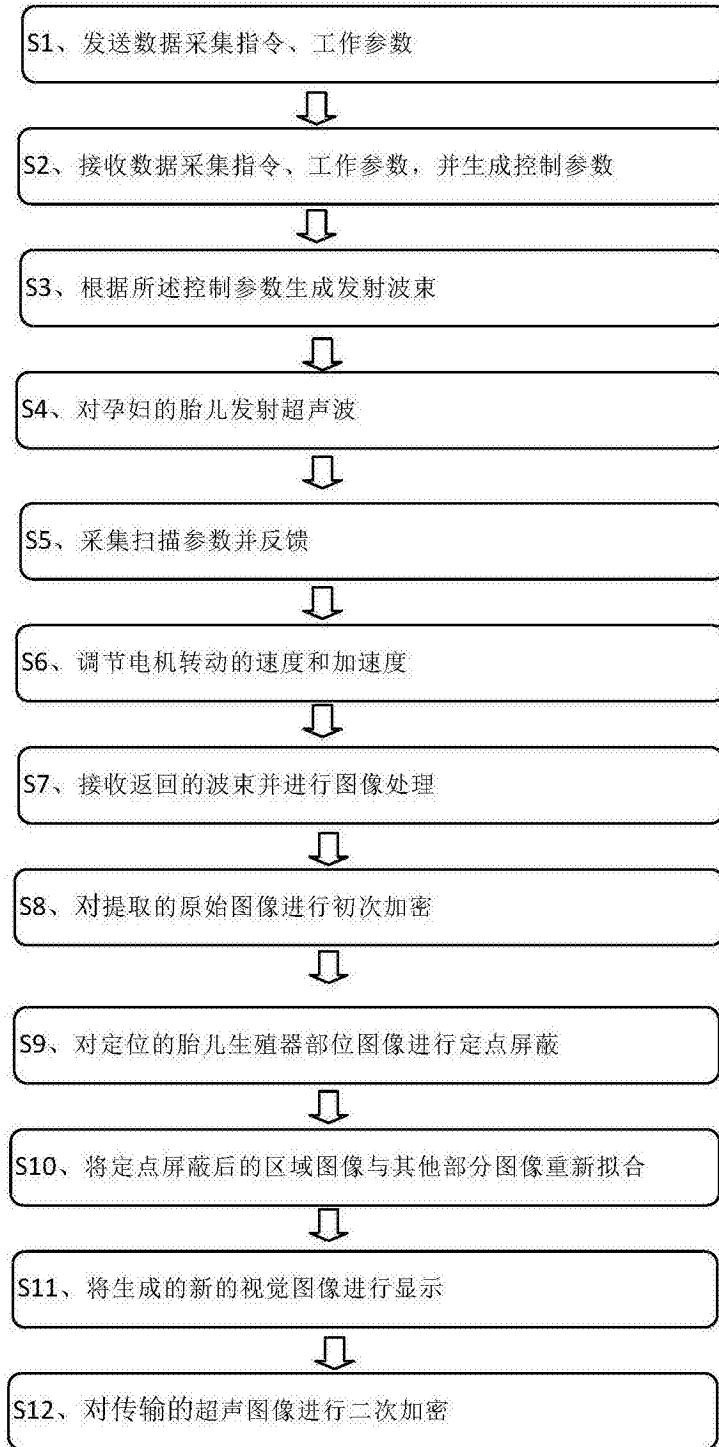 S1、发送数据采集指令、工作参数
S2、接收数据采集指令、工作参数，并生成控制参数
S3、根据所述控制参数生成发射波束
S4、对孕妇的胎儿发射超声波
S5、采集扫描参数并反馈
S6、调节电机转动的速度和加速度
S7、接收返回的波束并进行图像处理
S8、对提取的原始图像进行初次加密
S9、对定位的胎儿生殖器部位图像进行定点屏蔽
S10、将定点屏蔽后的区域图像与其他部分图像重新拟合
S11、将生成的新的视觉图像进行显示
S12、对传输的超声图像进行二次加密